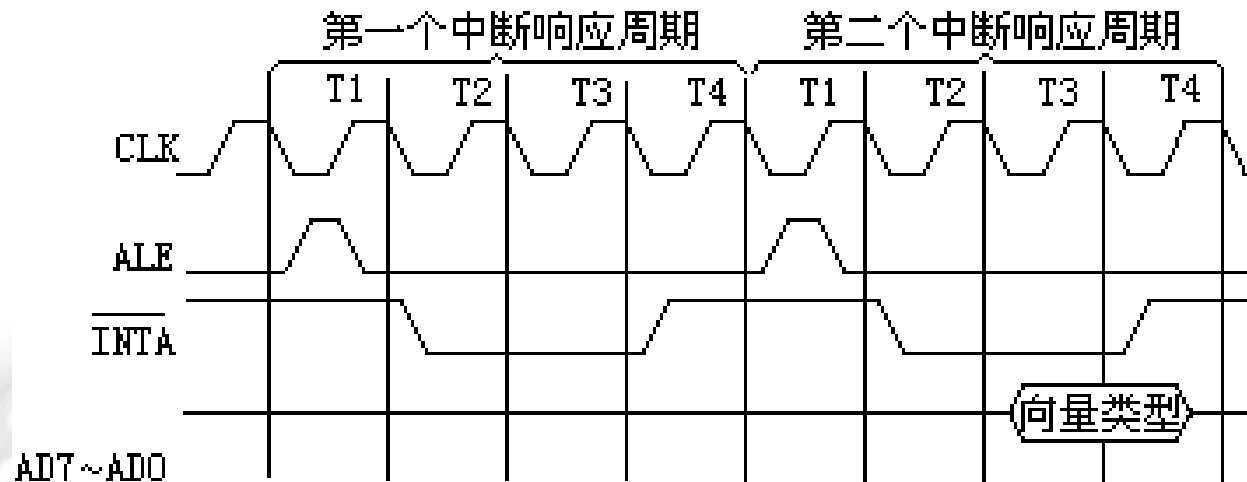 第一个中断响应周期 第二个中断响应周期
T1 T2 T3 T4 T1 T2 T3 T4
CLK
ALE
INTA
向量类型
AD7~AD0